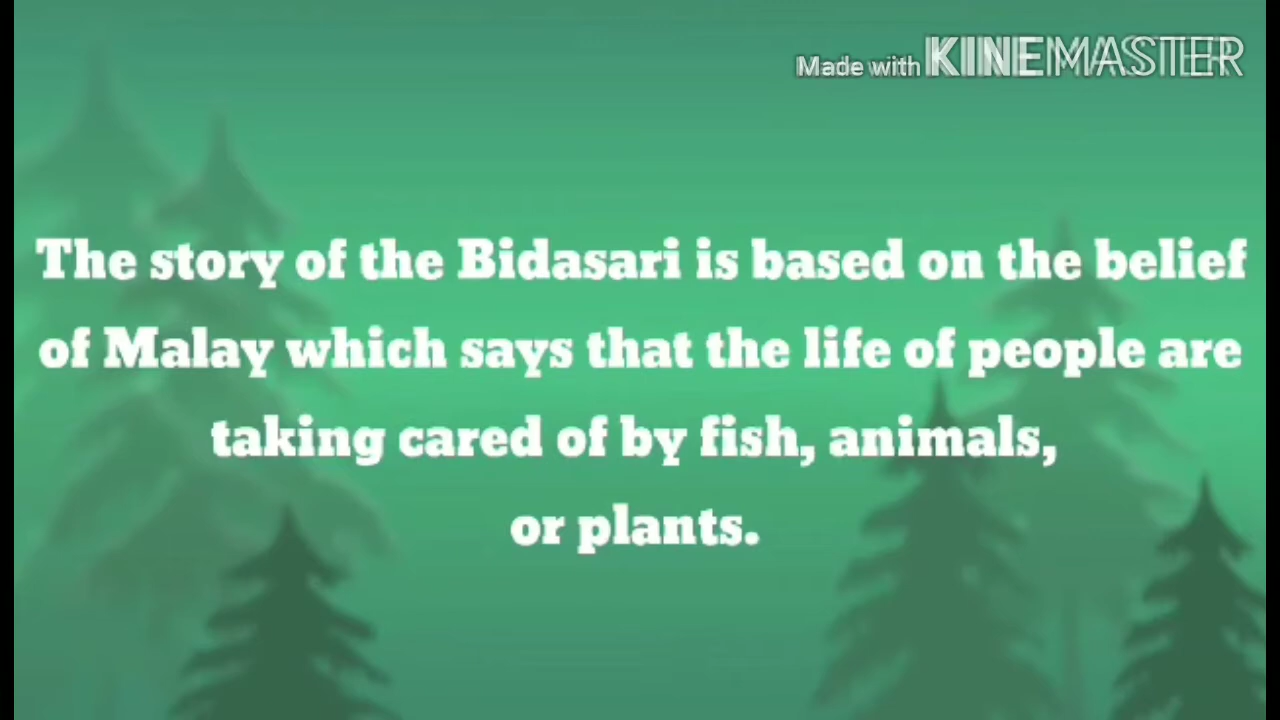 Made with KINEMASTER
The story of the Bidasari is based on the belief
of Malay which says that the life of people are
taking cared of by fish, animals,
or plants.